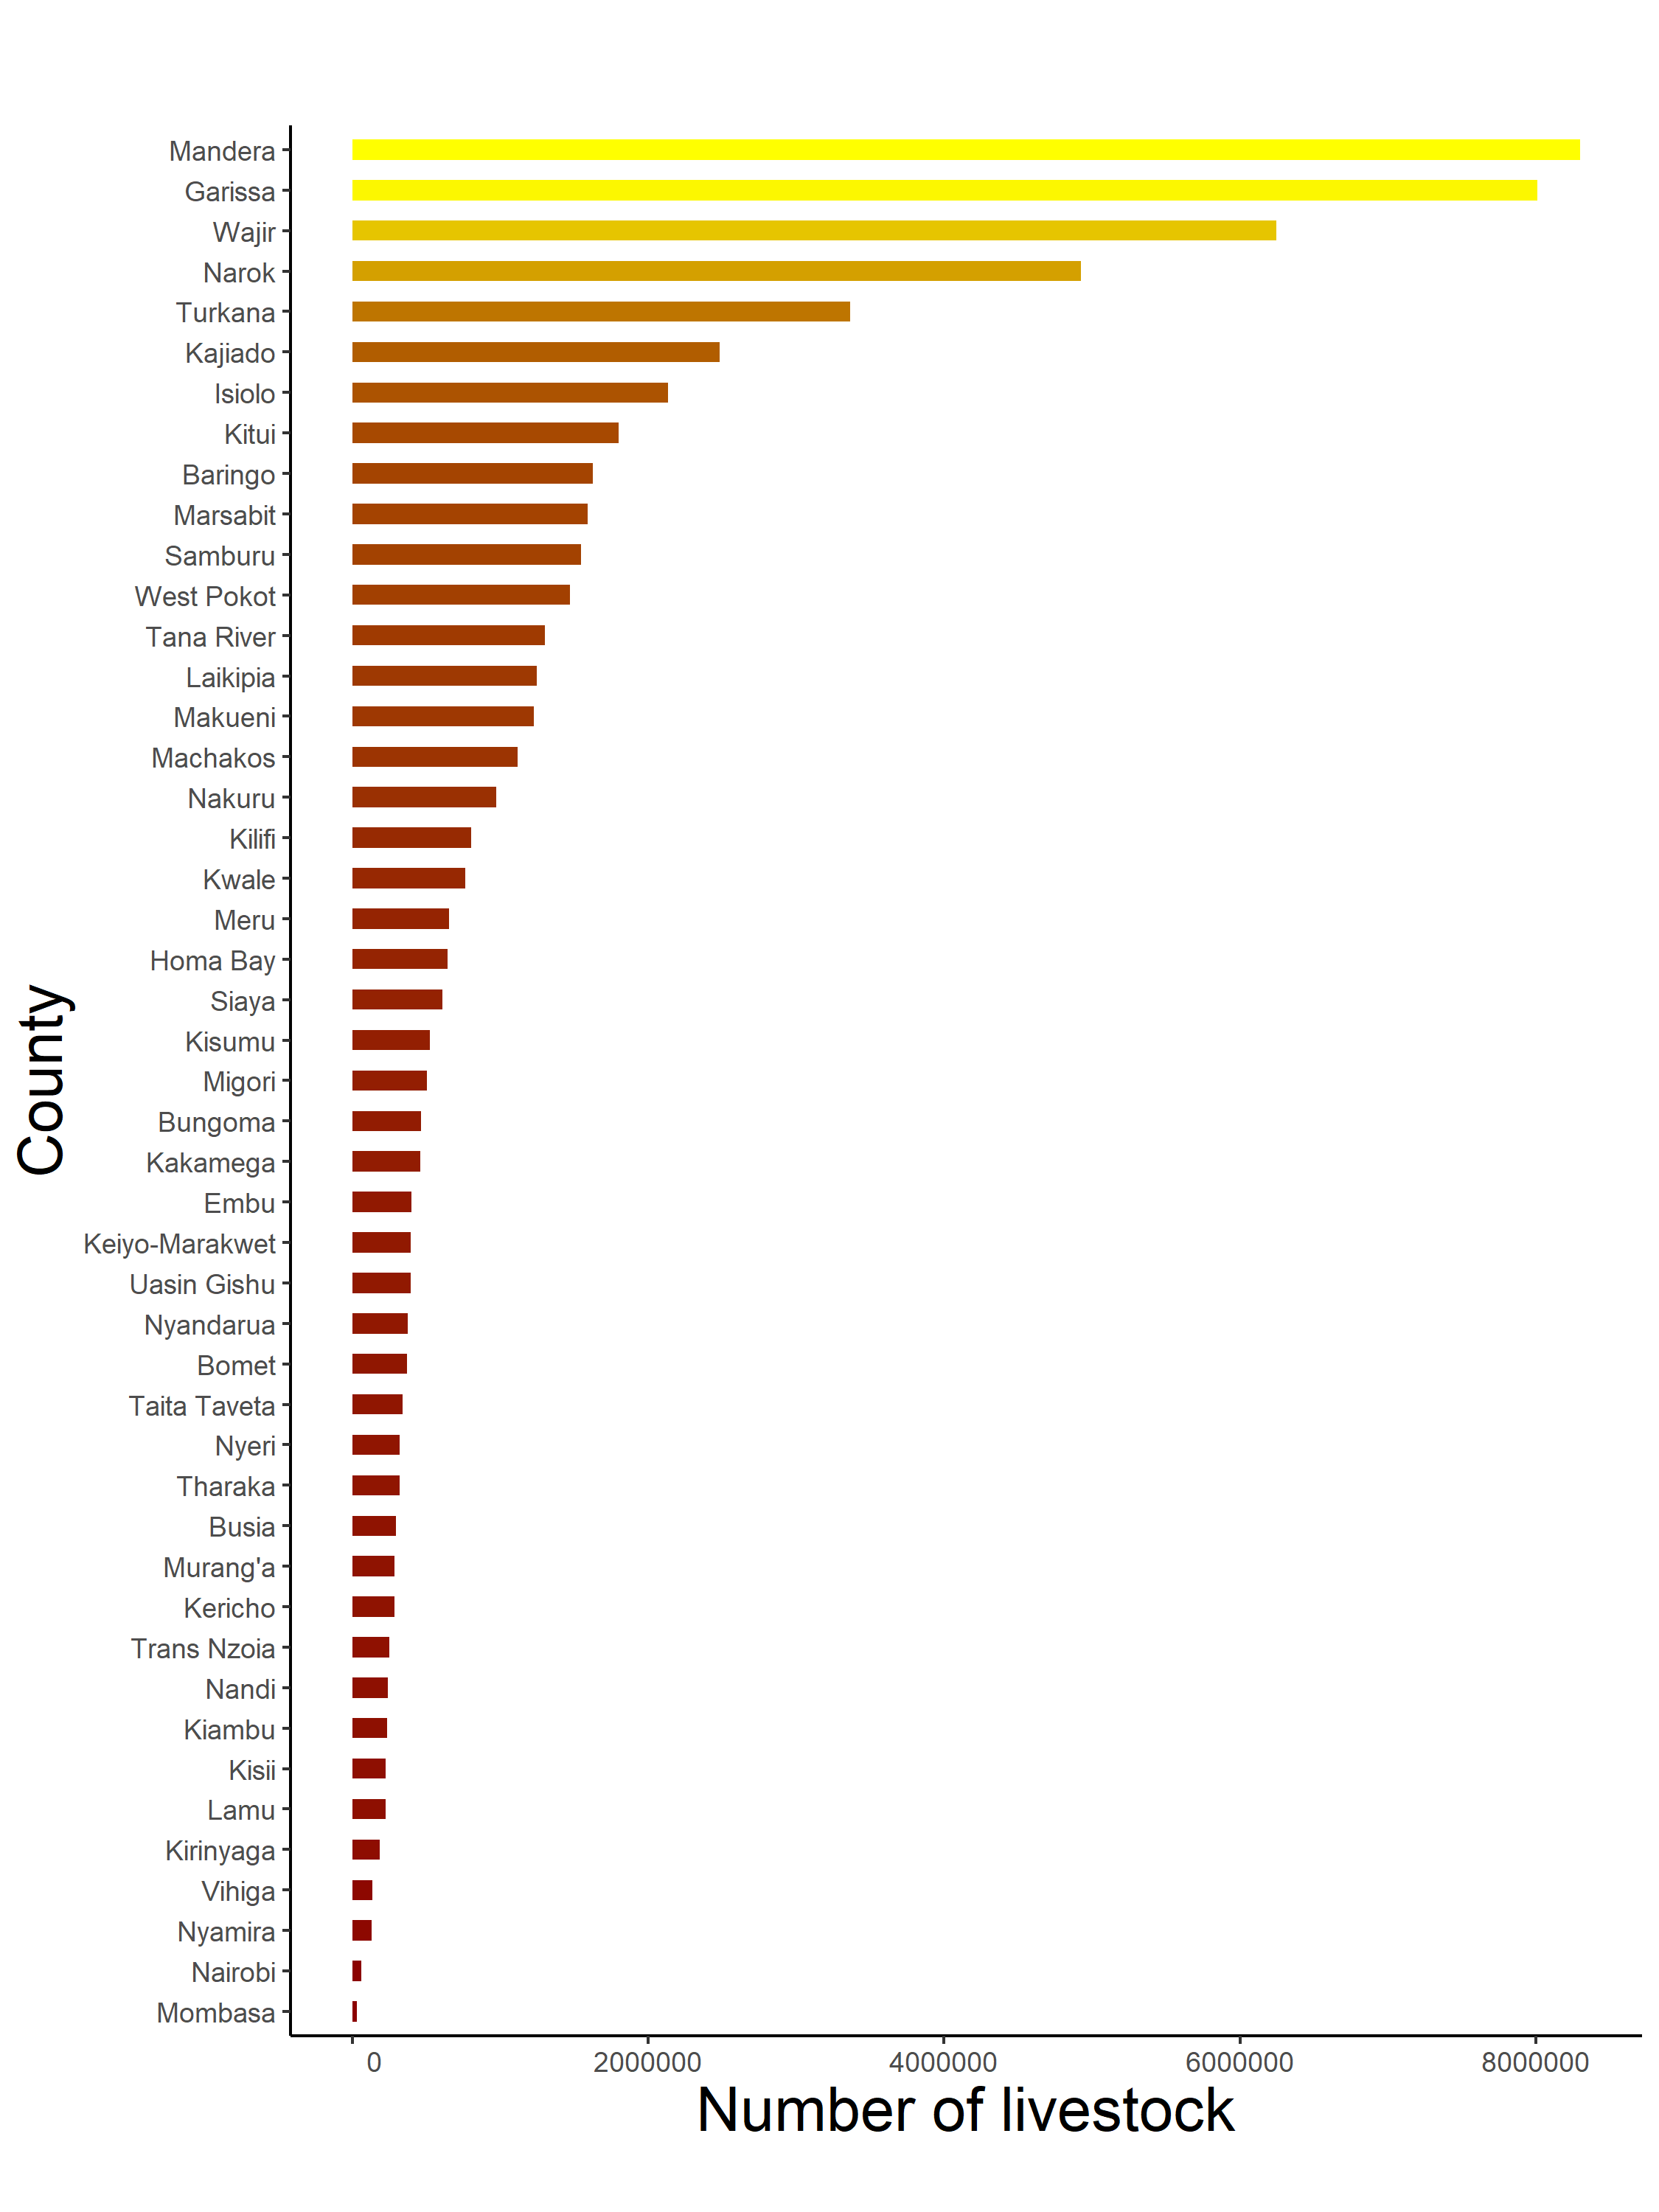 Mandera
Garissa
Wajir
Narok
Turkana
Kajiado
Isiolo
Kitui
Baringo
Marsabit
Samburu
West Pokot
Tana River
Laikipia
Makueni
Machakos
Nakuru
Kilifi
Kwale
Meru
Homa Bay
Siaya
Kisumu
Migori
Bungoma
Kakamega
Embu
Keiyo-Marakwet
Uasin Gishu
Nyandarua
Bomet
Taita Taveta
Nyeri
Tharaka
Busia
Murang'a
Kericho
Trans Nzoia
Nandi
Kiambu
Kisii
Lamu
Kirinyaga
Vihiga
Nyamira
Nairobi
Mombasa
County
0 2000000 4000000 6000000 8000000
Number of livestock